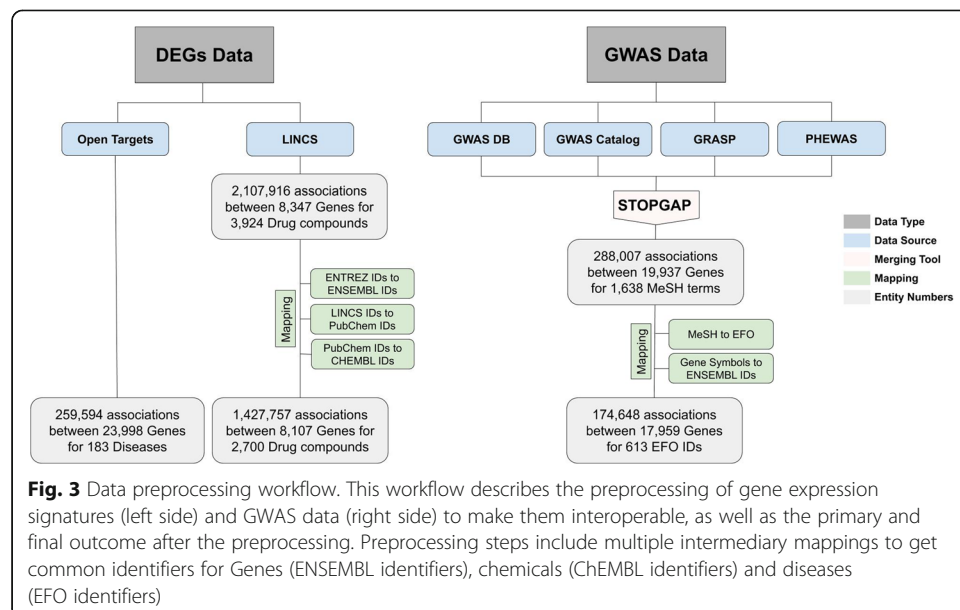 DEGs Data
GWAS Data
Open Targets
LINCS
GWAS DB
GWAS Catalog
GRASP
PHEWAS
2,107,916 associations
between 8,347 Genes for
3,924 Drug compounds
STOPGAP
288,007 associations
between 19,937 Genes
for 1,638 MeSH terms
Data Type
Data Source
Merging Tool
Mapping
Entity Numbers
Mapping
ENTREZ IDs to
ENSEMBL IDs
LINCS IDs to
PubChem IDs
PubChem IDs to
CHEMBL IDs
Mapping
MeSH to EFO
Gene Symbols to
ENSEMBL IDs
259,594 associations
between 23,998 Genes
for 183 Diseases
1,427,757 associations
between 8,107 Genes for
2,700 Drug compounds
174,648 associations
between 17,959 Genes
for 613 EFO IDs
Fig. 3 Data preprocessing workflow. This workflow describes the preprocessing of gene expression
signatures (left side) and GWAS data (right side) to make them interoperable, as well as the primary and
final outcome after the preprocessing. Preprocessing steps include multiple intermediary mappings to get
common identifiers for Genes (ENSEMBL identifiers), chemicals (ChEMBL identifiers) and diseases
(EFO identifiers)